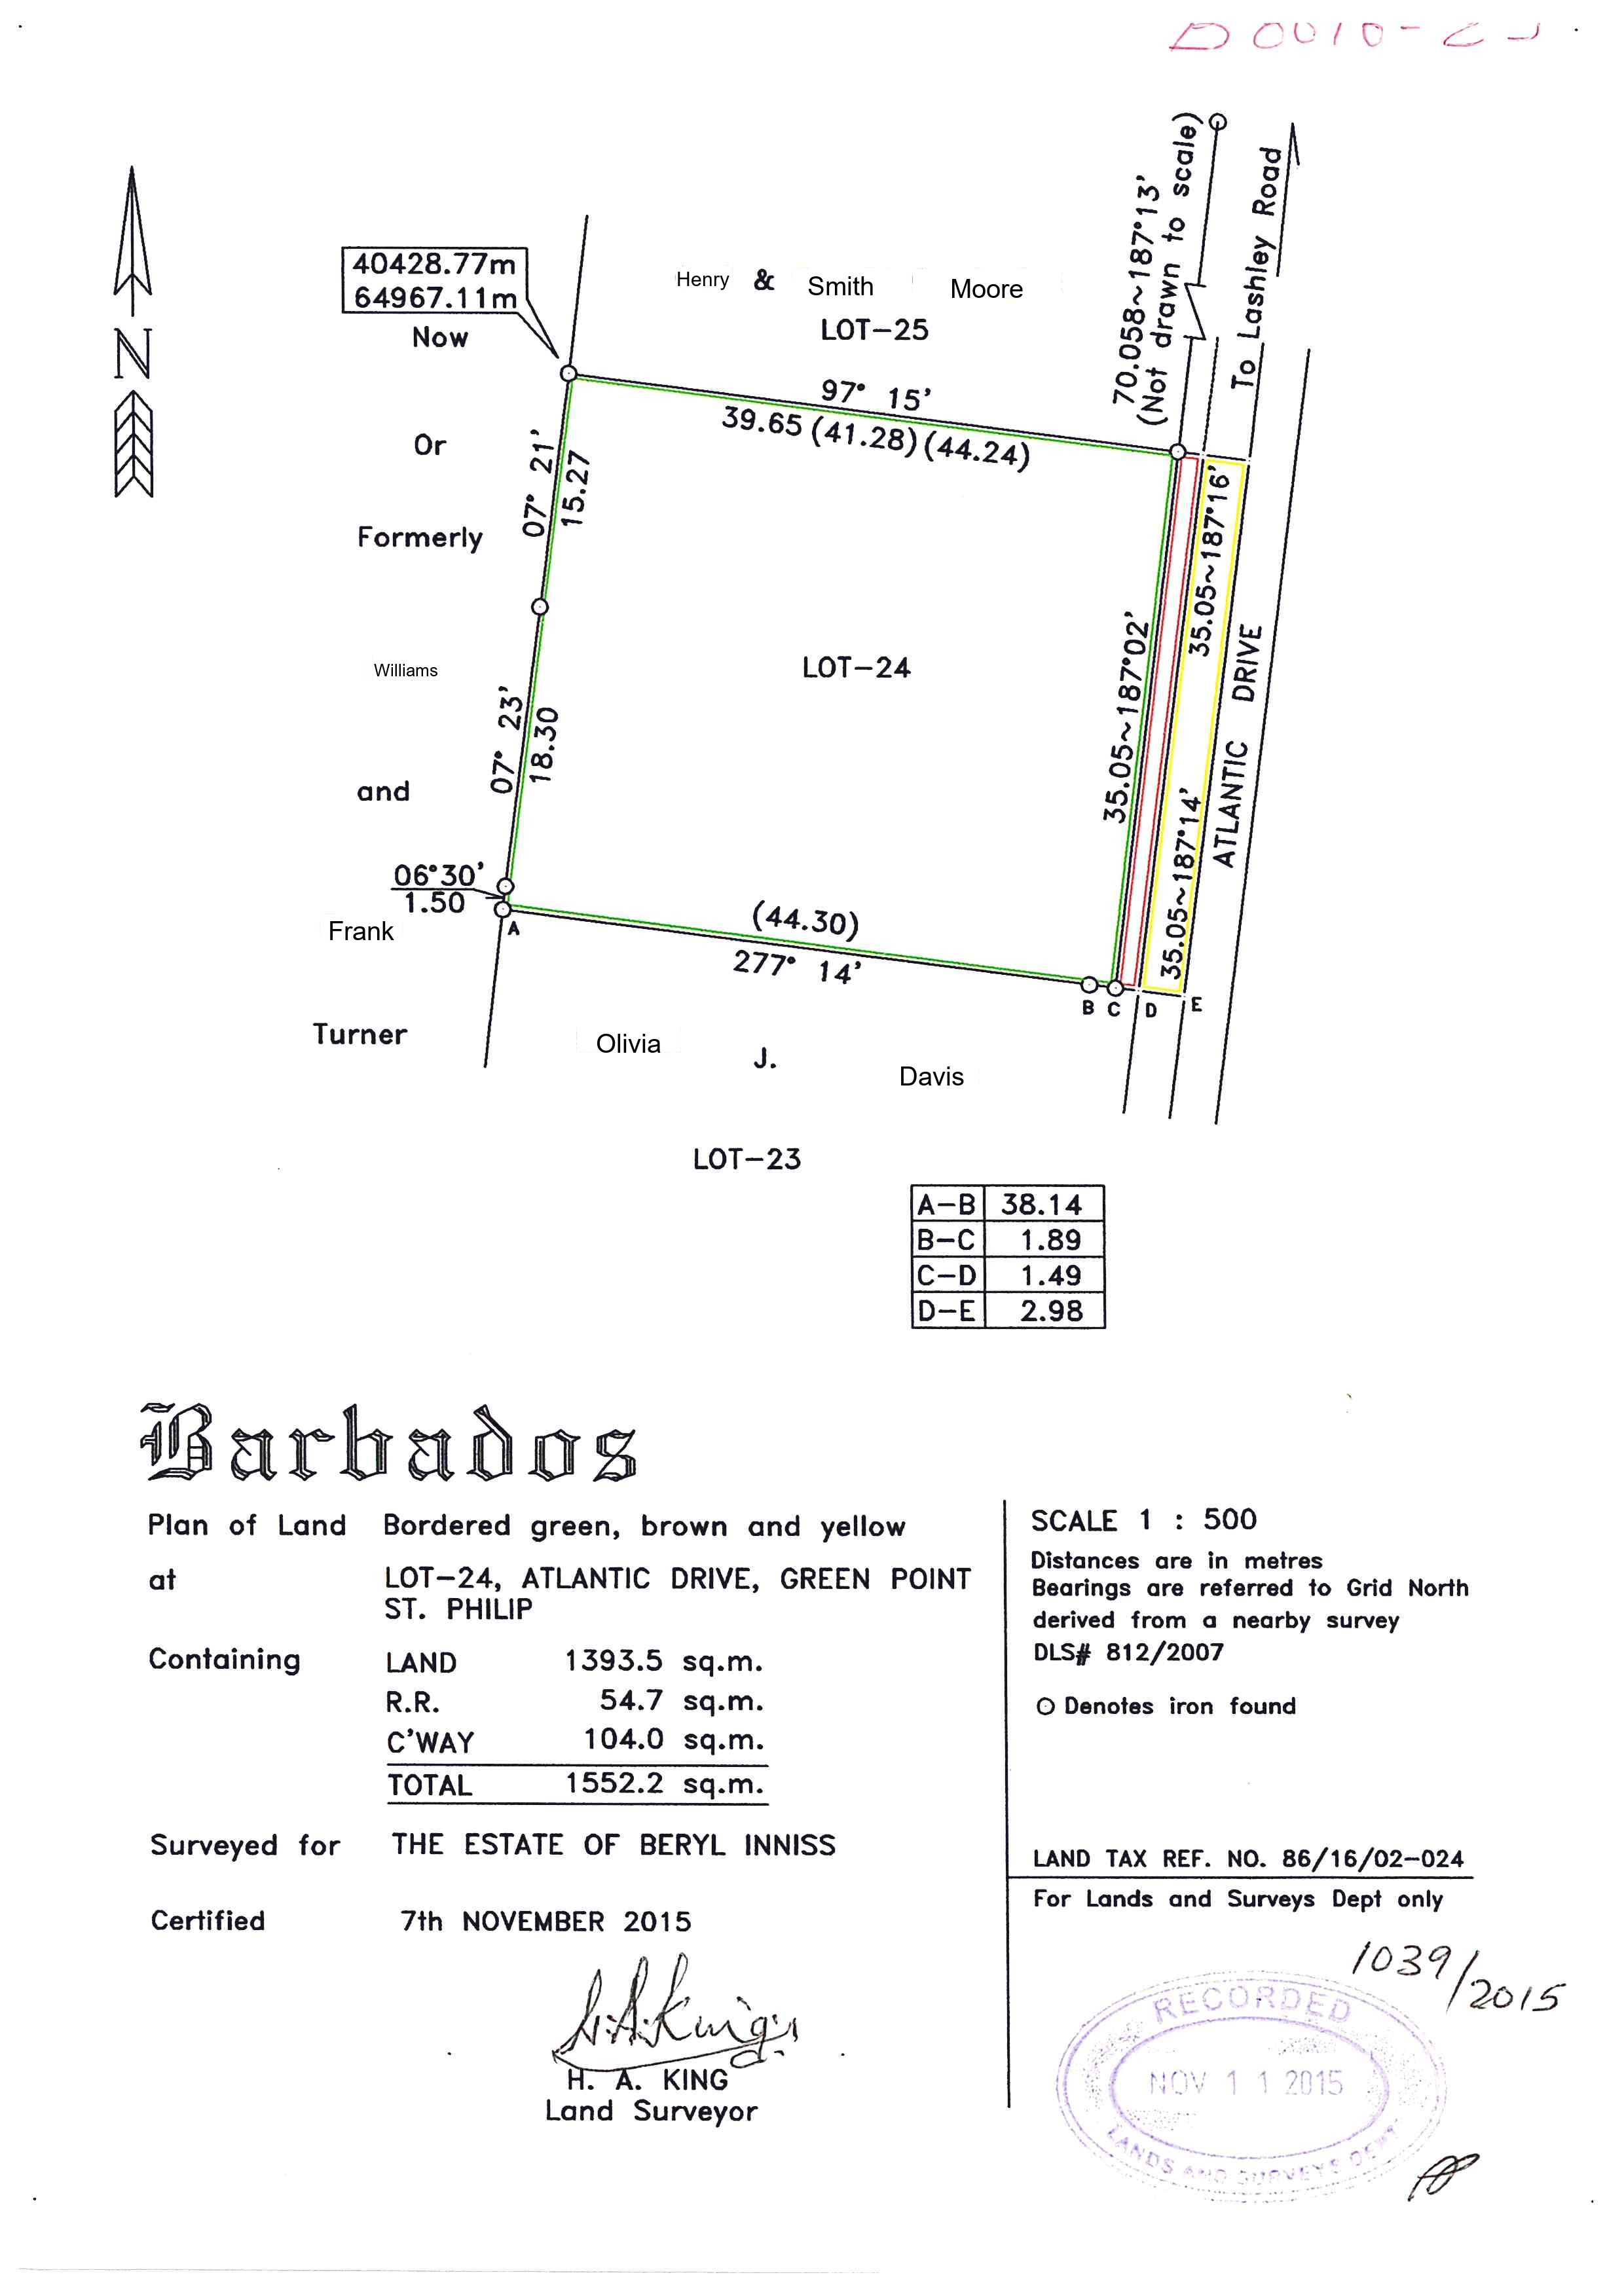 40428.77m
64967.11m
Now
Or
Formerly
Williams
and
Frank
Turner
Henry & Smith Moore
LOT-25
70.058~187°13'
(Not drawn to scale)
To Lashley Road
97° 15'
39.65 (41.28) (44.24)
07° 21'
15.27
07° 23'
18.30
06°30'
1.50
LOT-24
35.05~187°02'
35.05~187°16'
35.05~187°14'
ATLANTIC DRIVE
N
(44.30)
277° 14'
A
B C D E
Olivia J. Davis
LOT-23
A-B 38.14
B-C 1.89
C-D 1.49
D-E 2.98
Barbados
Plan of Land Bordered green, brown and yellow
at LOT-24, ATLANTIC DRIVE, GREEN POINT
ST. PHILIP
Containing LAND 1393.5 sq.m.
R.R. 54.7 sq.m.
C'WAY 104.0 sq.m.
TOTAL 1552.2 sq.m.
Surveyed for THE ESTATE OF BERYL INNISS
Certified 7th NOVEMBER 2015
H. A. KING
Land Surveyor
SCALE 1 : 500
Distances are in metres
Bearings are referred to Grid North
derived from a nearby survey
DLS# 812/2007
Denotes iron found
LAND TAX REF. NO. 86/16/02-024
For Lands and Surveys Dept only
1039/2015
RECORDED
NOV 11 2015
LANDS AND SURVEYS DEPT